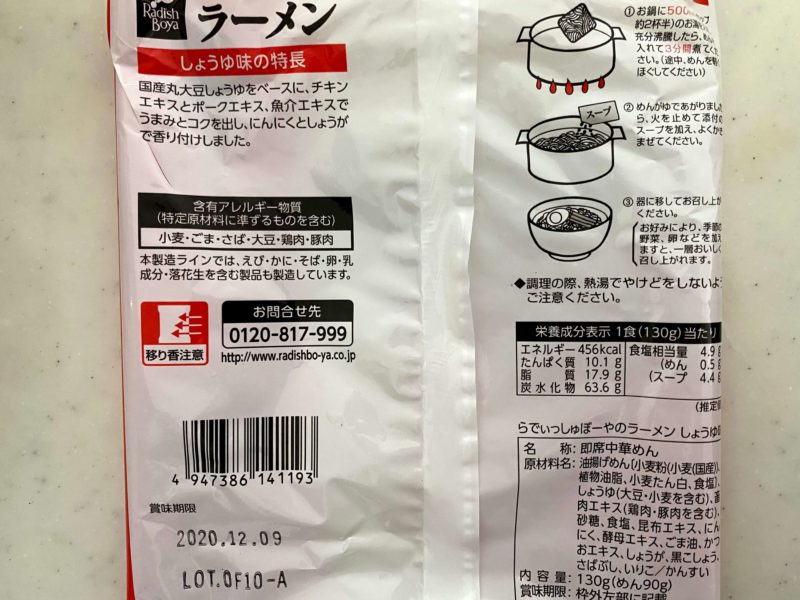 Radish
Boya
ラーメン
しょうゆ味の特長
国産丸大豆しょうゆをベースに、チキン
エキスとポークエキス、魚介エキスで
うまみとコクを出し、にんにくとしょうが
で香り付けしました。
含有アレルギー物質
(特定原材料に準ずるものを含む)
小麦・ごま・さば・大豆・鶏肉・豚肉
本製造ラインでは、えび・かに・そば・卵・乳
成分・落花生を含む製品も製造しています。
移り香注意
お問合せ先
0120-817-999
http://www.radishbo-ya.co.jp
4 947386 141193
賞味期限
2020.12.09
LOT.0F10-A
①お鍋に500
約2杯半)のお湯
充分沸騰したら、めん
入れて3分間煮てくだ
さい。(途中、めんを軽
ほぐしてください)
スープ
②めんがゆであがりました
ら、火を止めて添付の
スープを加え、よくか
まぜてください。
③器に移してお召し上が
ください。
お好みにより、季節
野菜、卵などを加え
ますと、一層おいしく
召し上がれます。
◆調理の際、熱湯でやけどをしないよう
ご注意ください。
栄養成分表示 1食(130g)当たり
エネルギー 456kcal
たんぱく質 10.1 g
脂質 17.9 g
炭水化物 63.6 g
食塩相当量 4.9 g
(めん 0.5 g
(スープ 4.4 g
(推定
らでぃっしゅぼーやのラーメン しょうゆ味
名称:即席中華めん
原材料名:油揚げめん〔小麦粉(小麦(国産))、
植物油脂、小麦たん白、食塩〕、
しょうゆ(大豆・小麦を含む)、
肉エキス(鶏肉・豚肉を含む)、
砂糖、食塩、昆布エキス、にん
にく、酵母エキス、ごま油、かつ
おエキス、しょうが、黒こしょう、
さばぶし、いりこ/かんすい
内容量:130g(めん90g)
賞味期限:枠外左部に記載